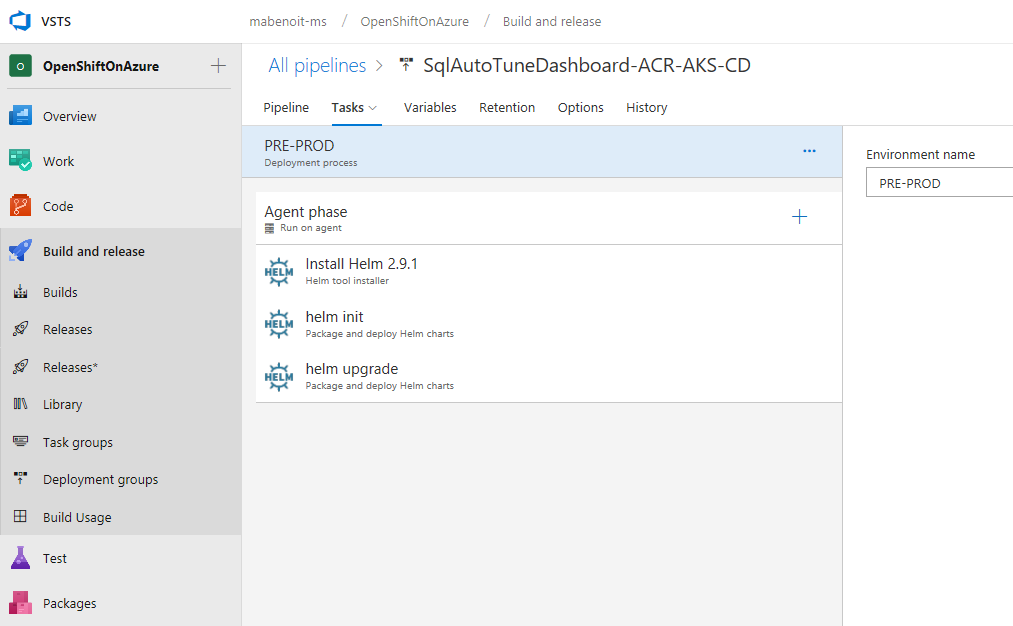 VSTS
mabenoit-ms / OpenShiftOnAzure / Build and release
O
OpenShiftOnAzure
Overview
Work
Code
Build and release
Builds
Releases
Releases*
Library
Task groups
Deployment groups
Build Usage
Test
Packages
All pipelines > SqlAutoTuneDashboard-ACR-AKS-CD
Pipeline Tasks Variables Retention Options History
PRE-PROD
Deployment process
...
Agent phase
Run on agent
HELM
Install Helm 2.9.1
Helm tool installer
HELM
helm init
Package and deploy Helm charts
HELM
helm upgrade
Package and deploy Helm charts
Environment name
PRE-PROD